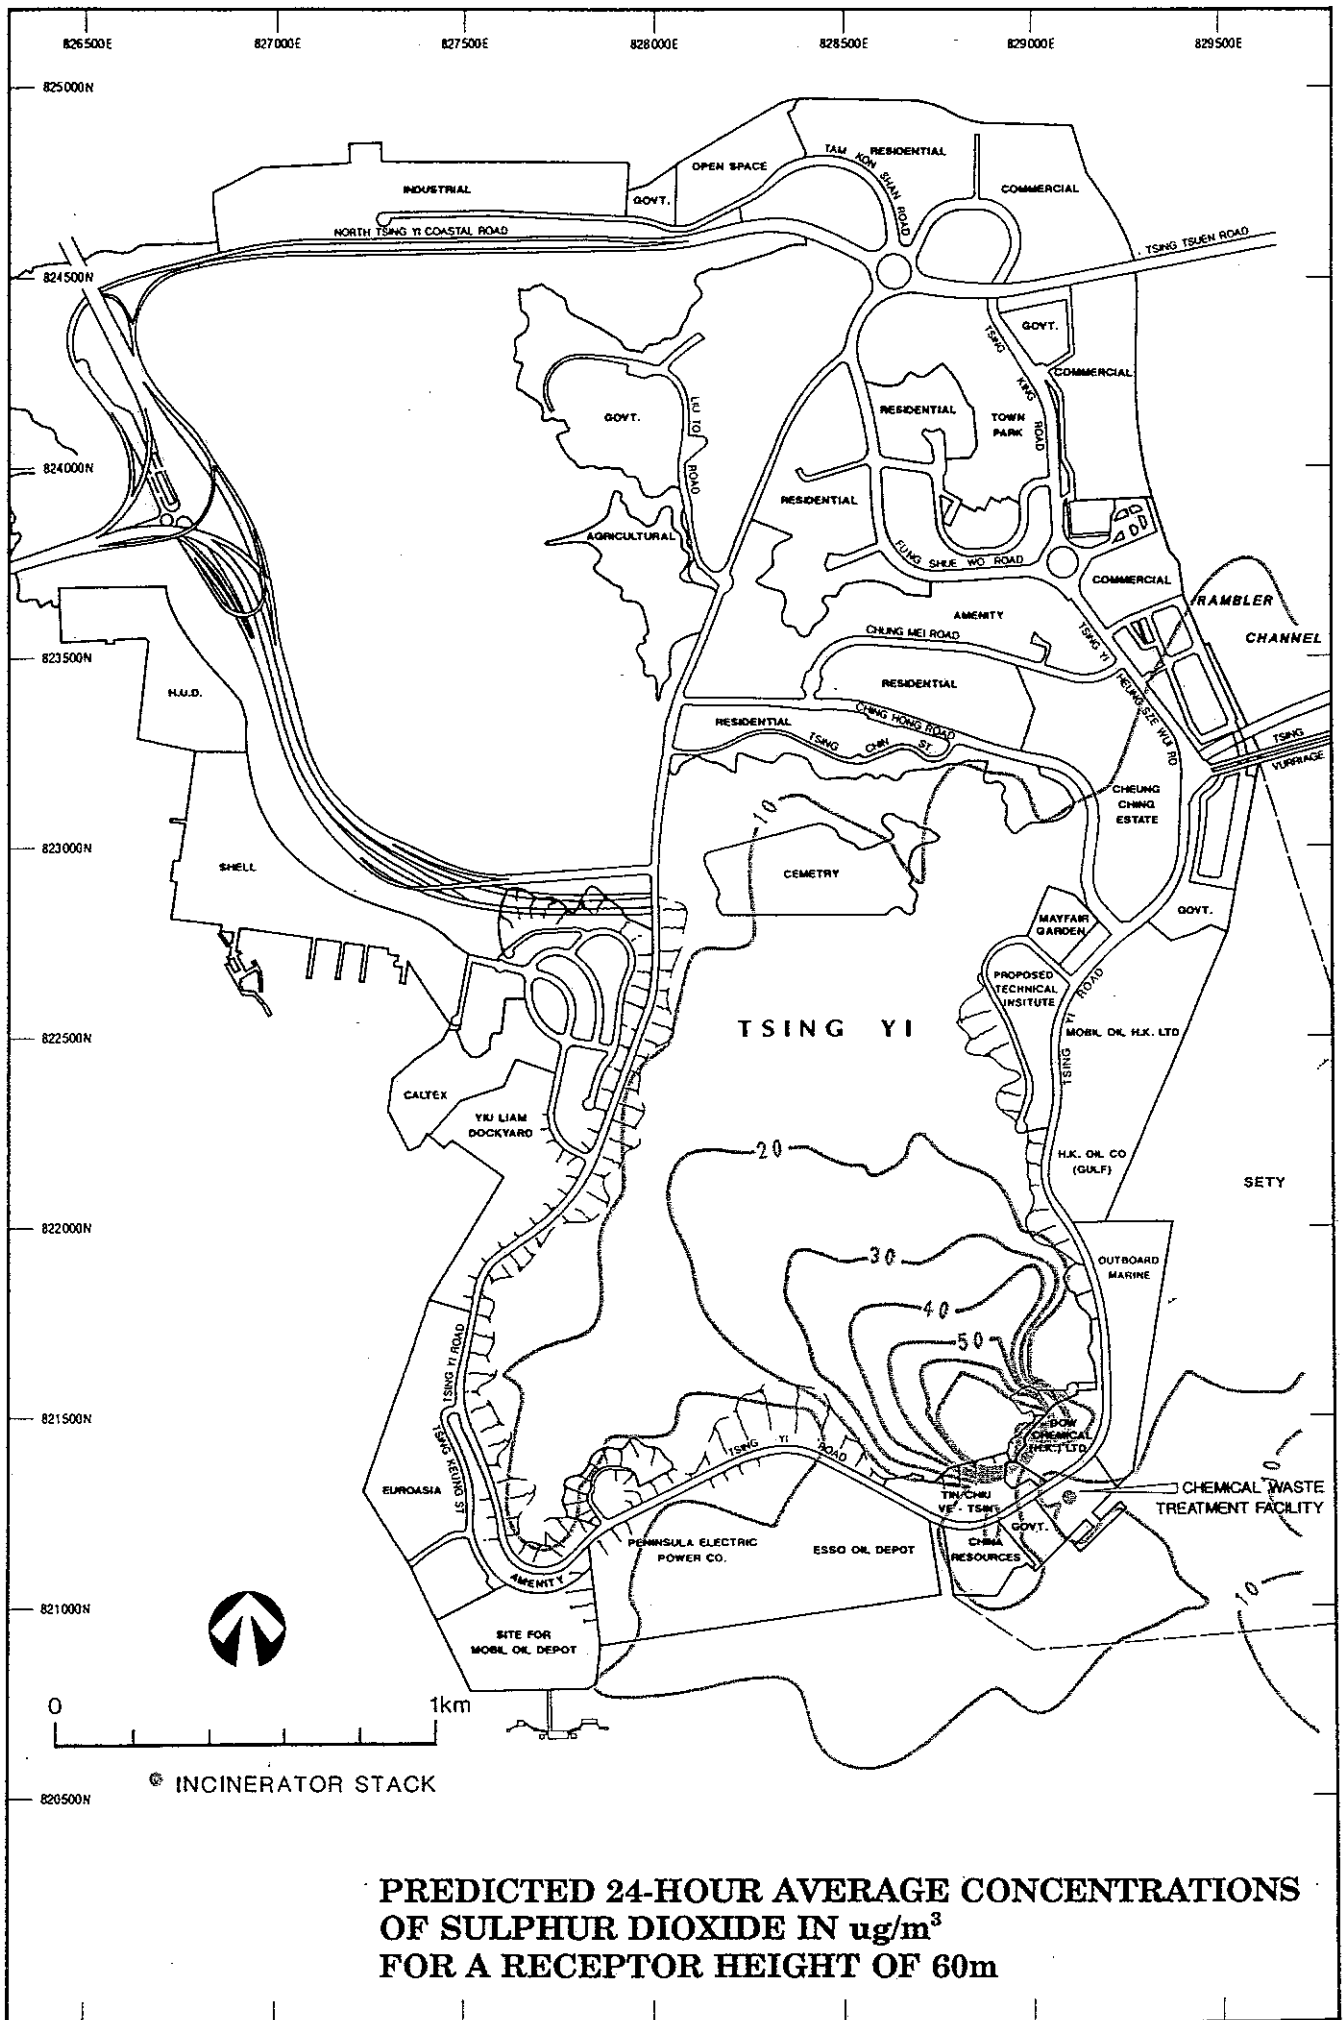 826500E 827000E 827500E 828000E 828500E 829000E 829500E
825000N
TAM KON SHAN ROAD
RESIDENTIAL
OPEN SPACE
INDUSTRIAL
GOVT.
COMMERCIAL
NORTH TSING YI COASTAL ROAD
TSING TSUEN ROAD
824500N
GOVT.
TSING KING ROAD
COMMERCIAL
LIU TO ROAD
GOVT.
RESIDENTIAL
TOWN
PARK
824000N
RESIDENTIAL
AGRICULTURAL
FUNG SHUE WO ROAD
COMMERCIAL
RAMBLER
CHANNEL
AMENITY
CHUNG MEI ROAD
TSING YI
HEUNG SZE WUI RD
823500N
H.U.D.
RESIDENTIAL
CHING HONG ROAD
RESIDENTIAL
TSING CHIN ST.
TSING
VURRIAGE
CHEUNG
CHING
ESTATE
10
823000N
SHELL
CEMETRY
MAYFAIR
GARDEN
GOVT.
PROPOSED
TECHNICAL
INSITUTE
TSING YI ROAD
TSING YI
822500N
MOBIL OIL H.K. LTD
CALTEX
YIU LIAM
DOCKYARD
20
H.K. OIL CO
(GULF)
SETY
822000N
30
OUTBOARD
MARINE
40
50
TSING YI ROAD
821500N
TSING KEUNG ST
TSING YI ROAD
DOW
CHEMICAL
(H.K.) LTD
10
EUROASIA
CHEMICAL WASTE
TREATMENT FACILITY
GOVT.
PENINSULA ELECTRIC
POWER CO.
ESSO OIL DEPOT
CHINA
RESOURCES
AMENITY
10
821000N
SITE FOR
MOBIL OIL DEPOT
0 1km
INCINERATOR STACK
820500N
PREDICTED 24-HOUR AVERAGE CONCENTRATIONS
OF SULPHUR DIOXIDE IN ug/m³
FOR A RECEPTOR HEIGHT OF 60m